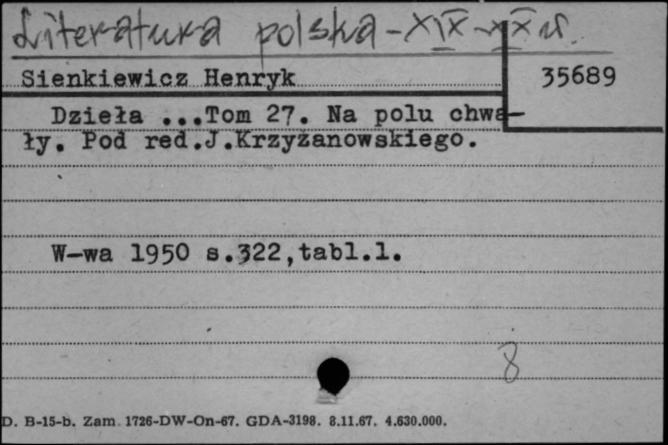 Literatura polska - XIX - XX w.
Sienkiewicz Henryk
35689
Dzieła ...Tom 27. Na polu chwa-
ły. Pod red.J.Krzyżanowskiego.
W-wa 1950 s.322,tabl.1.
8
D. B-15-b. Zam. 1726-DW-On-67. GDA-3198. 8.11.67. 4.630.000.